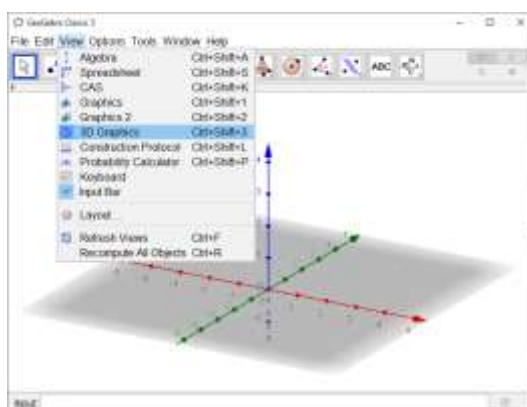 GeoGebra Classic 5
File Edit View Options Tools Window Help
ABC
Algebra Ctrl+Shift+A
Spreadsheet Ctrl+Shift+S
CAS Ctrl+Shift+K
Graphics Ctrl+Shift+1
Graphics 2 Ctrl+Shift+2
3D Graphics Ctrl+Shift+3
Construction Protocol Ctrl+Shift+L
Probability Calculator Ctrl+Shift+P
Keyboard
Input Bar
Layout...
Refresh Views Ctrl+F
Recompute All Objects Ctrl+R
Input: